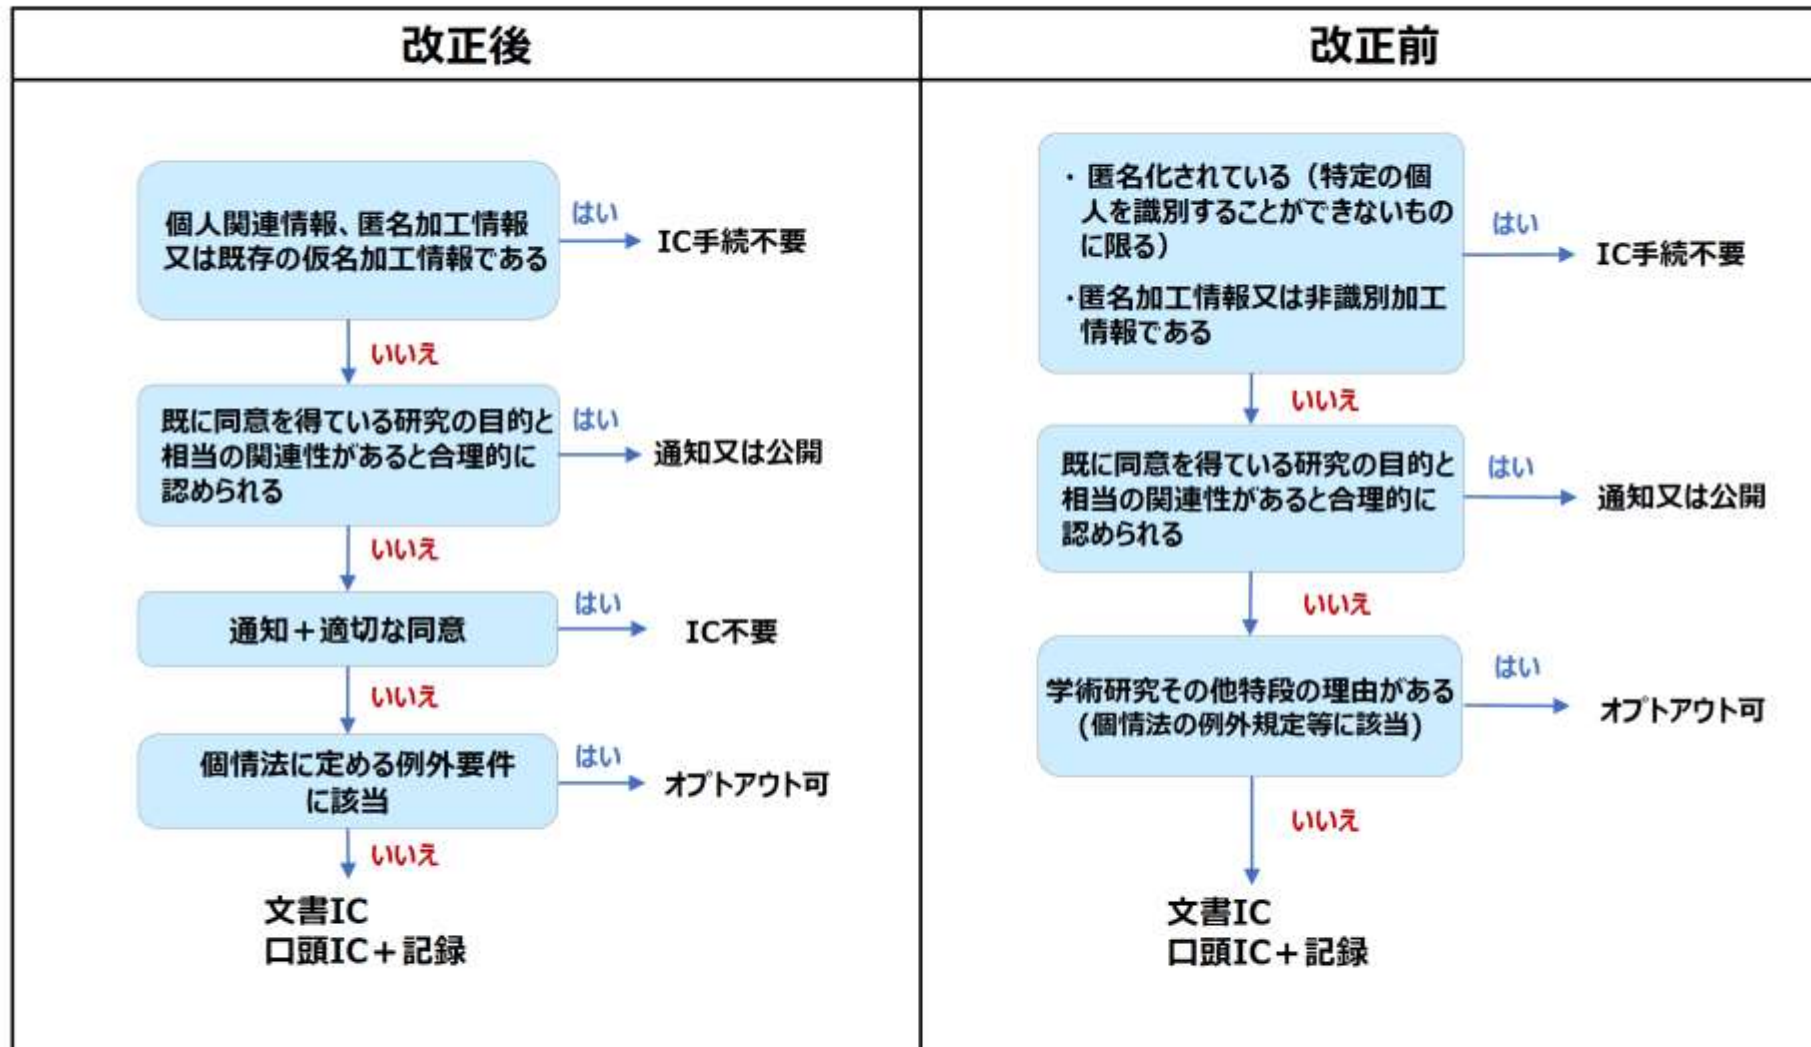 改正後
個人関連情報、匿名加工情報
又は既存の仮名加工情報である
はい
IC手続不要
いいえ
既に同意を得ている研究の目的と
相当の関連性があると合理的に
認められる
はい
通知又は公開
いいえ
通知＋適切な同意
はい
IC不要
いいえ
個情法に定める例外要件
に該当
はい
オプトアウト可
いいえ
文書IC
口頭IC＋記録
改正前
・ 匿名化されている（特定の個
人を識別することができないもの
に限る）
・匿名加工情報又は非識別加工
情報である
はい
IC手続不要
いいえ
既に同意を得ている研究の目的と
相当の関連性があると合理的に
認められる
はい
通知又は公開
いいえ
学術研究その他特段の理由がある
(個情法の例外規定等に該当)
はい
オプトアウト可
いいえ
文書IC
口頭IC＋記録